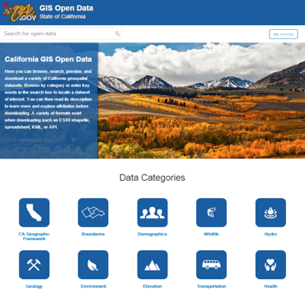 CA.GOV
GIS Open Data
State of California
Search for open data
My Activity
California GIS Open Data
Here you can browse, search, preview, and
download a variety of California geospatial
datasets. Browse by category or enter key
words in the search box to locate a dataset
of interest. You can then read its description
to learn more and explore attributes before
downloading. A variety of formats exist
when downloading such as ESRI shapefile,
spreadsheet, KML, or API.
Data Categories
CA Geographic Boundaries Demographics Wildlife Hydro
Framework
Geology Environment Elevation Transportation Health